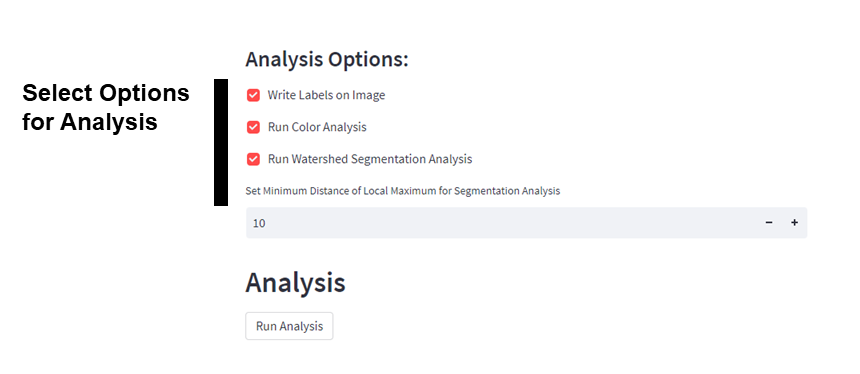 Select Options
for Analysis
Analysis Options:
Write Labels on Image
Run Color Analysis
Run Watershed Segmentation Analysis
Set Minimum Distance of Local Maximum for Segmentation Analysis
10 − +
Analysis
Run Analysis